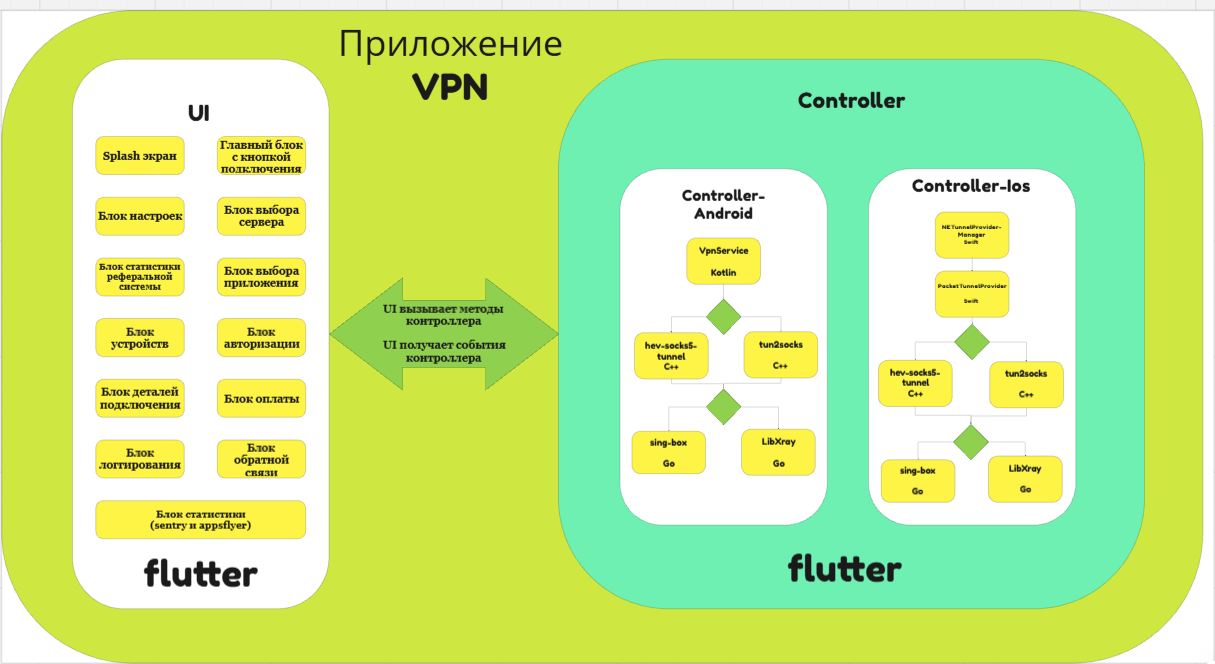 Приложение
VPN
UI
Splash экран
Главный блок
с кнопкой
подключения
Блок настроек
Блок выбора
сервера
Блок статистики
реферальной
системы
Блок выбора
приложения
Блок
устройств
Блок
авторизации
Блок деталей
подключения
Блок оплаты
Блок
логгирования
Блок
обратной
связи
Блок статистики
(sentry и appsflyer)
flutter
UI вызывает методы
контроллера
UI получает события
контроллера
Controller
Controller-
Android
VpnService
Kotlin
hev-socks5-
tunnel
C++
tun2socks
C++
sing-box
Go
LibXray
Go
Controller-Ios
NETunnelProvider-
Manager
Swift
PacketTunnelProvider
Swift
hev-socks5-
tunnel
C++
tun2socks
C++
sing-box
Go
LibXray
Go
flutter